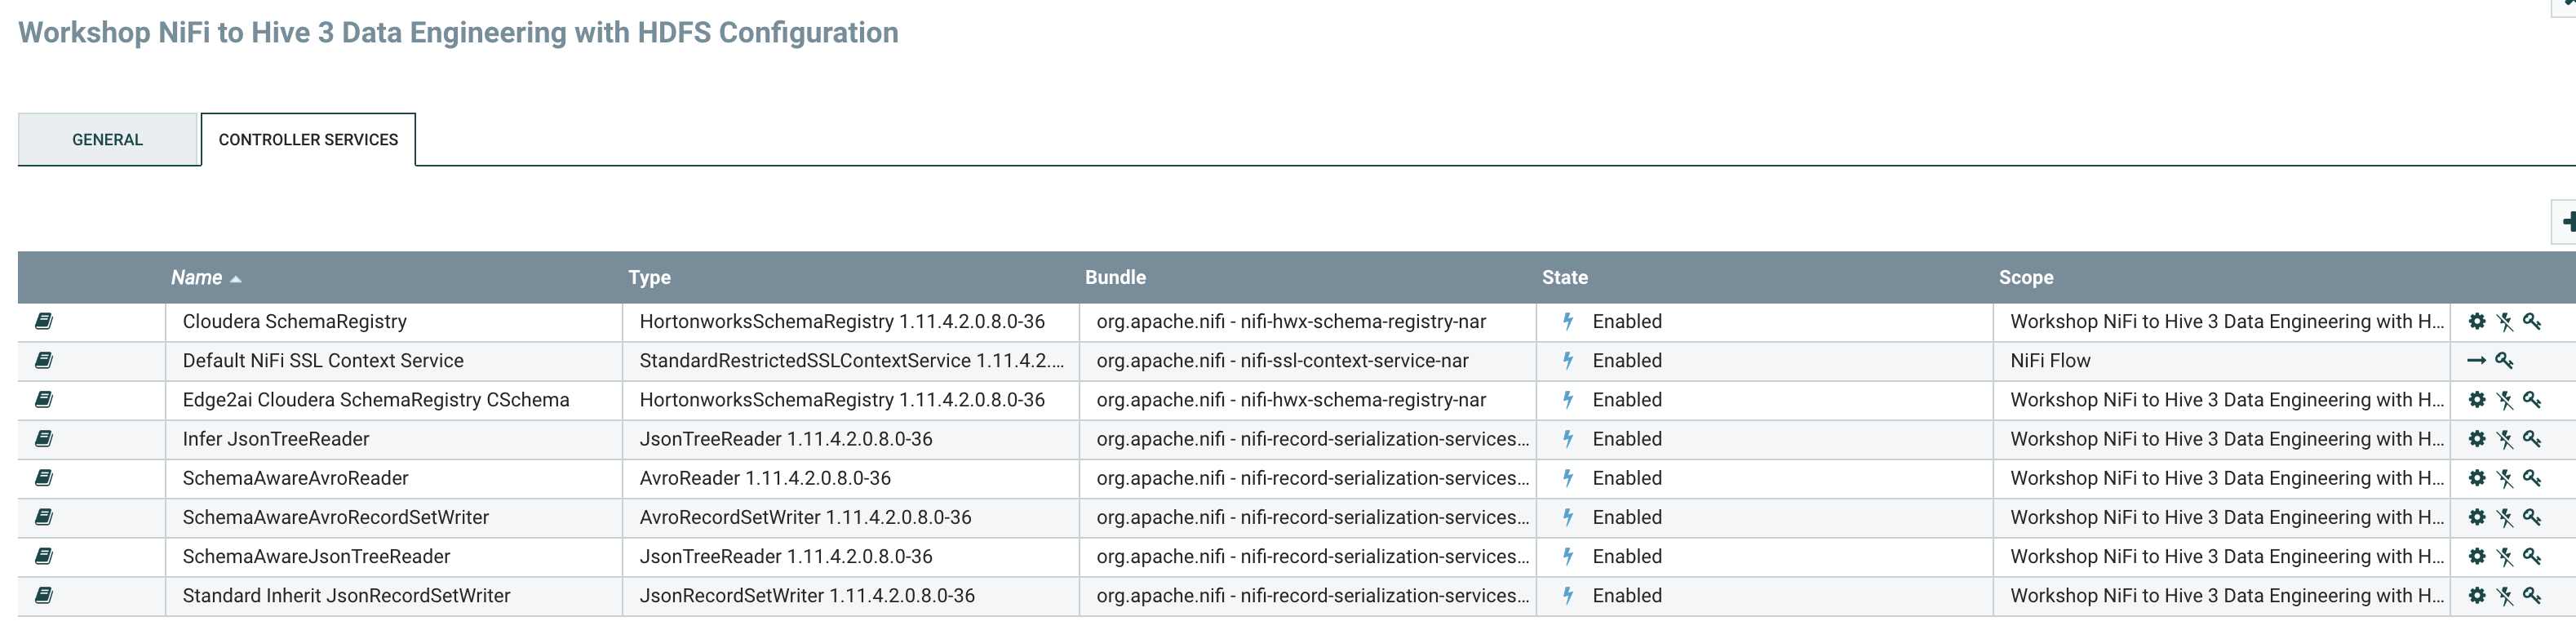 Workshop NiFi to Hive 3 Data Engineering with HDFS Configuration
GENERAL CONTROLLER SERVICES
Name Type Bundle State Scope
Cloudera SchemaRegistry HortonworksSchemaRegistry 1.11.4.2.0.8.0-36 org.apache.nifi - nifi-hwx-schema-registry-nar Enabled Workshop NiFi to Hive 3 Data Engineering with H...
Default NiFi SSL Context Service StandardRestrictedSSLContextService 1.11.4.2.... org.apache.nifi - nifi-ssl-context-service-nar Enabled NiFi Flow
Edge2ai Cloudera SchemaRegistry CSchema HortonworksSchemaRegistry 1.11.4.2.0.8.0-36 org.apache.nifi - nifi-hwx-schema-registry-nar Enabled Workshop NiFi to Hive 3 Data Engineering with H...
Infer JsonTreeReader JsonTreeReader 1.11.4.2.0.8.0-36 org.apache.nifi - nifi-record-serialization-services... Enabled Workshop NiFi to Hive 3 Data Engineering with H...
SchemaAwareAvroReader AvroReader 1.11.4.2.0.8.0-36 org.apache.nifi - nifi-record-serialization-services... Enabled Workshop NiFi to Hive 3 Data Engineering with H...
SchemaAwareAvroRecordSetWriter AvroRecordSetWriter 1.11.4.2.0.8.0-36 org.apache.nifi - nifi-record-serialization-services... Enabled Workshop NiFi to Hive 3 Data Engineering with H...
SchemaAwareJsonTreeReader JsonTreeReader 1.11.4.2.0.8.0-36 org.apache.nifi - nifi-record-serialization-services... Enabled Workshop NiFi to Hive 3 Data Engineering with H...
Standard Inherit JsonRecordSetWriter JsonRecordSetWriter 1.11.4.2.0.8.0-36 org.apache.nifi - nifi-record-serialization-services... Enabled Workshop NiFi to Hive 3 Data Engineering with H...